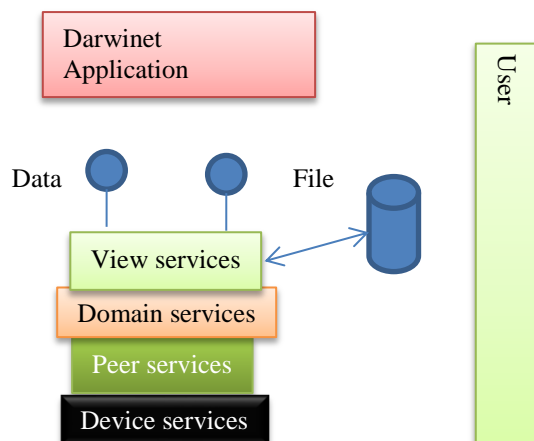 Darwinet
Application
User
Data
File
View services
Domain services
Peer services
Device services